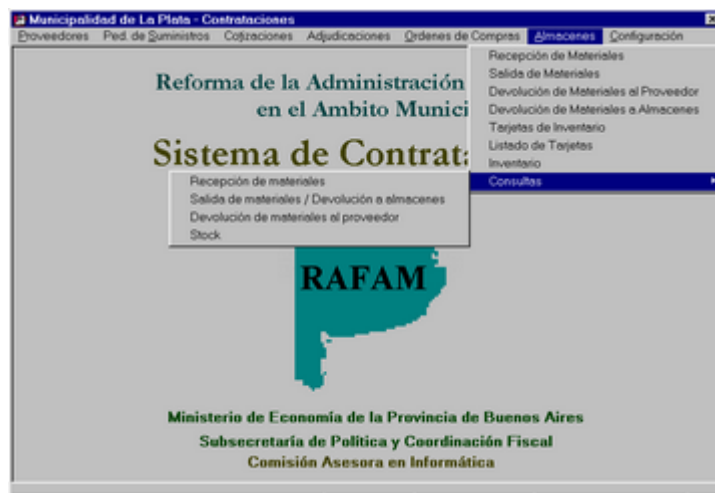 Municipalidad de La Plata - Contrataciones
Proveedores Ped. de Suministros Cotizaciones Adjudicaciones Ordenes de Compras Almacenes Configuración
Recepción de Materiales
Salida de Materiales
Devolución de Materiales al Proveedor
Devolución de Materiales a Almacenes
Tarjetas de Inventario
Listado de Tarjetas
Inventario
Consultas
Reforma de la Administración
en el Ambito Munici
Sistema de Contrat
Recepción de materiales
Salida de materiales / Devolución a almacenes
Devolución de materiales al proveedor
Stock
RAFAM
Ministerio de Economía de la Provincia de Buenos Aires
Subsecretaría de Política y Coordinación Fiscal
Comisión Asesora en Informática